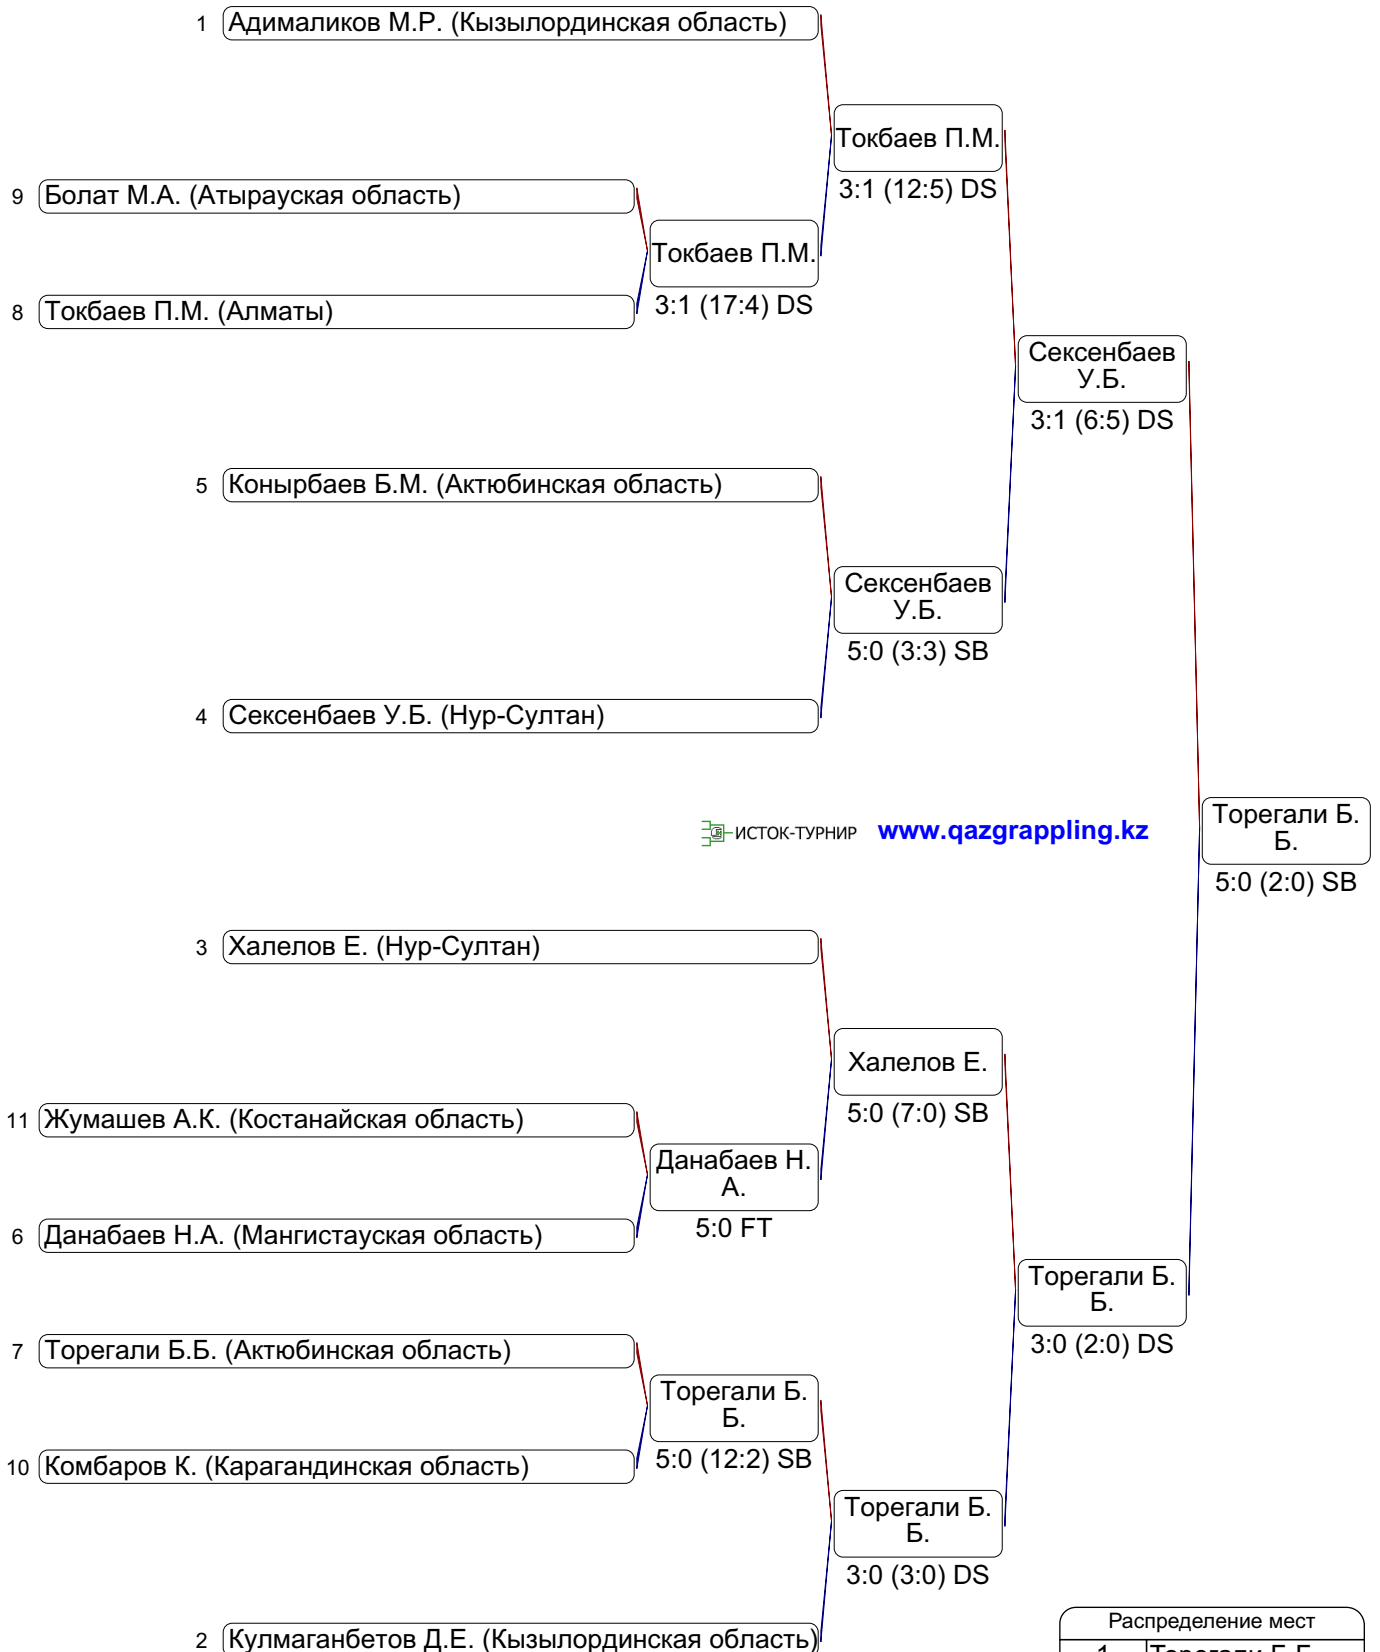 1 Адималиков М.Р. (Кызылординская область)
Токбаев П.М.
3:1 (12:5) DS
9 Болат М.А. (Атырауская область)
Токбаев П.М.
3:1 (17:4) DS
8 Токбаев П.М. (Алматы)
Сексенбаев
У.Б.
3:1 (6:5) DS
5 Конырбаев Б.М. (Актюбинская область)
Сексенбаев
У.Б.
5:0 (3:3) SB
4 Сексенбаев У.Б. (Нур-Султан)
ИСТОК-ТУРНИР www.qazgrappling.kz
Торегали Б.
Б.
5:0 (2:0) SB
3 Халелов Е. (Нур-Султан)
Халелов Е.
5:0 (7:0) SB
11 Жумашев А.К. (Костанайская область)
Данабаев Н.
А.
5:0 FT
6 Данабаев Н.А. (Мангистауская область)
Торегали Б.
Б.
3:0 (2:0) DS
7 Торегали Б.Б. (Актюбинская область)
Торегали Б.
Б.
5:0 (12:2) SB
10 Комбаров К. (Карагандинская область)
Торегали Б.
Б.
3:0 (3:0) DS
2 Кулмаганбетов Д.Е. (Кызылординская область)
Распределение мест
1 Торегали Б.Б.